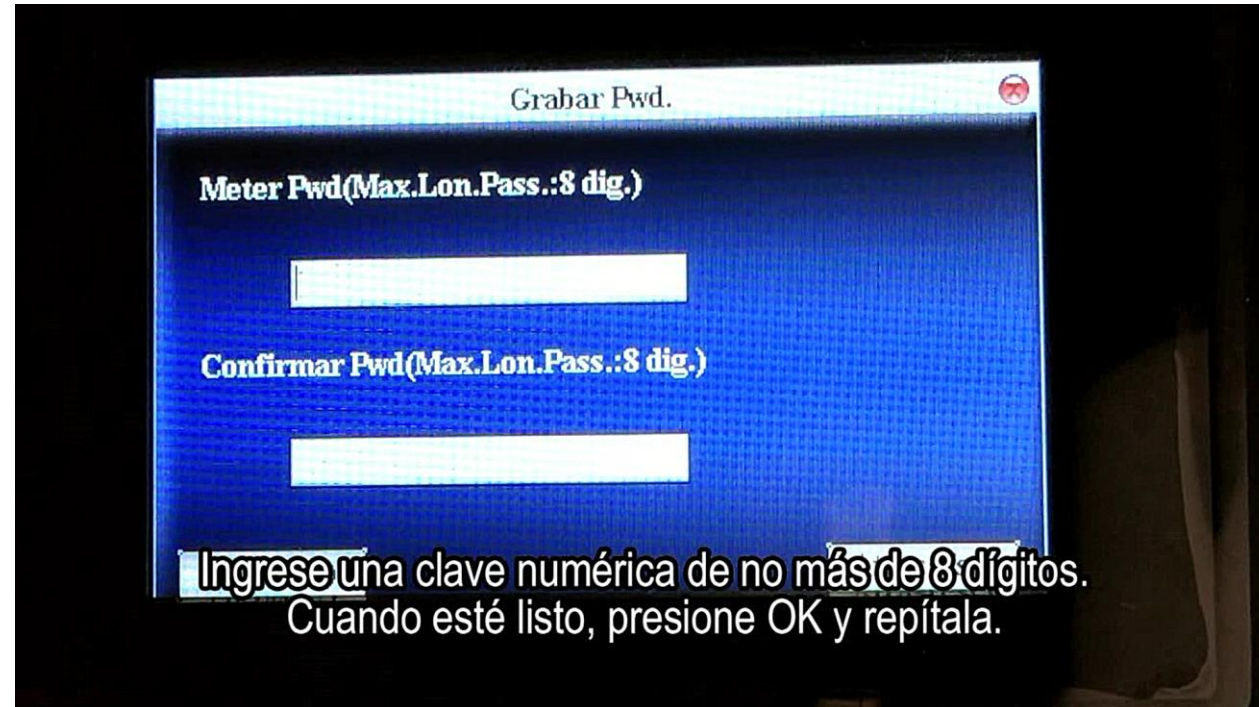 Grabar Pwd.
Meter Pwd(Max.Lon.Pass.:8 dig.)
Confirmar Pwd(Max.Lon.Pass.:8 dig.)
Ingrese una clave numérica de no más de 8 dígitos.
Cuando esté listo, presione OK y repítala.